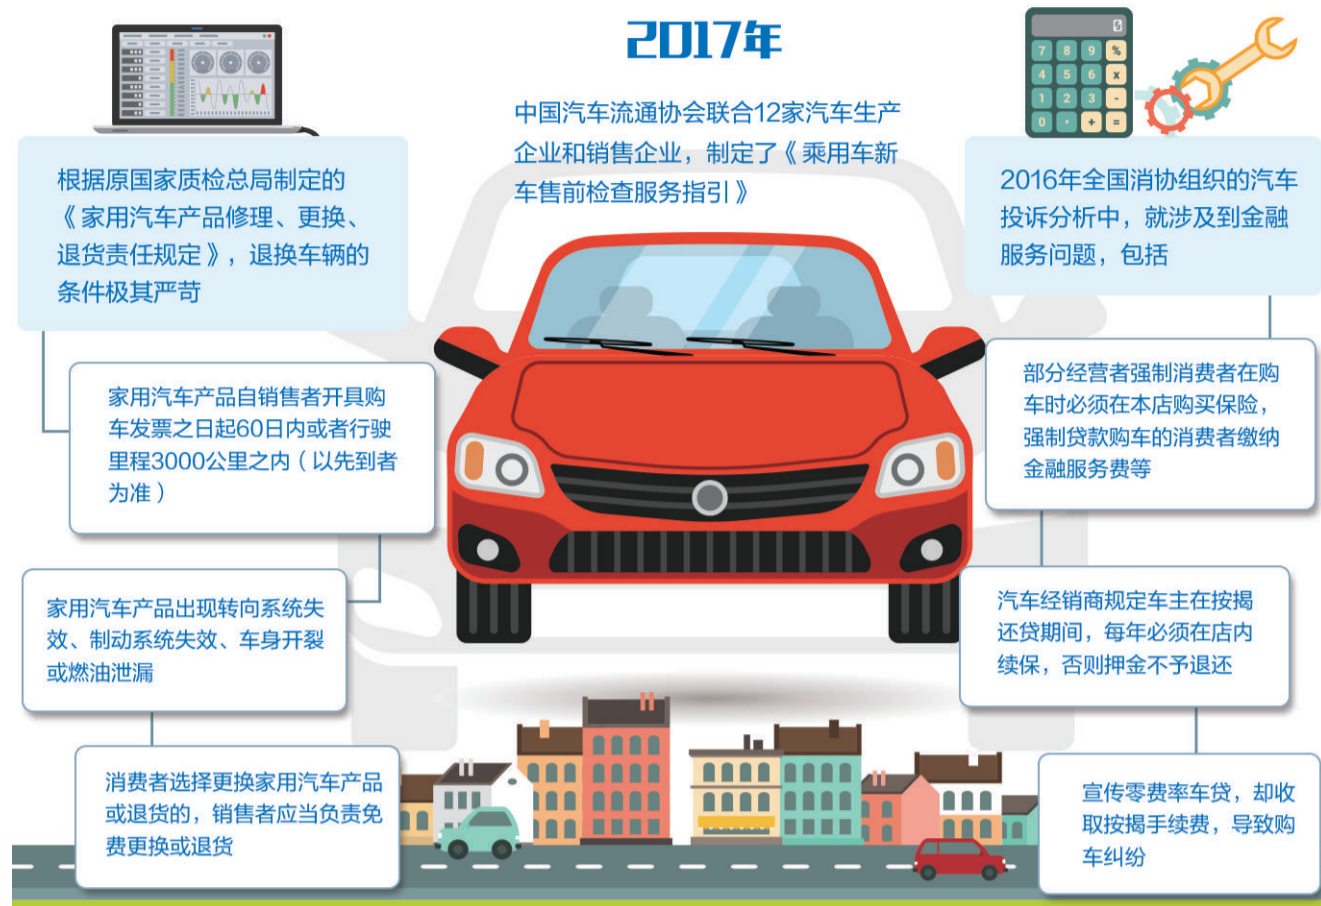 2017年
中国汽车流通协会联合12家汽车生产
企业和销售企业，制定了《乘用车新
车售前检查服务指引》
根据原国家质检总局制定的
《家用汽车产品修理、更换、
退货责任规定》，退换车辆的
条件极其严苛
家用汽车产品自销售者开具购
车发票之日起60日内或者行驶
里程3000公里之内（以先到者
为准）
家用汽车产品出现转向系统失
效、制动系统失效、车身开裂
或燃油泄漏
消费者选择更换家用汽车产品
或退货的，销售者应当负责免
费更换或退货
0
7 8 9 %
4 5 6 x
1 2 3 -
0 · + =
2016年全国消协组织的汽车
投诉分析中，就涉及到金融
服务问题，包括
部分经营者强制消费者在购
车时必须在本店购买保险，
强制贷款购车的消费者缴纳
金融服务费等
汽车经销商规定车主在按揭
还贷期间，每年必须在店内
续保，否则押金不予退还
宣传零费率车贷，却收
取按揭手续费，导致购
车纠纷